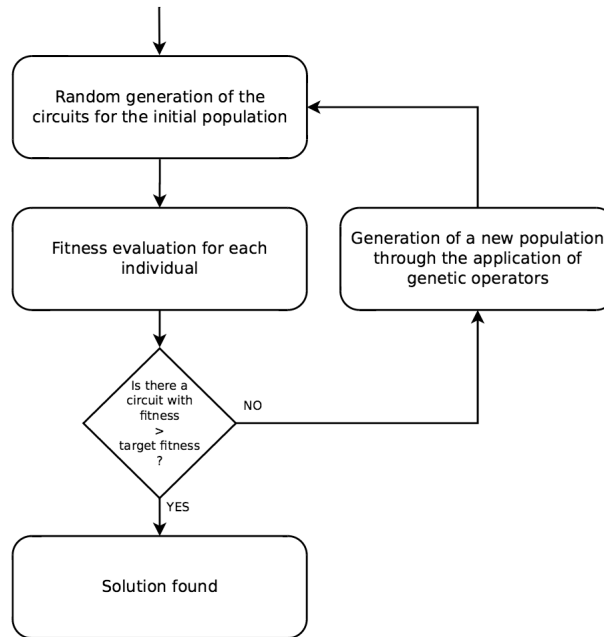 Random generation of the
circuits for the initial population
Fitness evaluation for each
individual
Generation of a new population
through the application of
genetic operators
Is there a
circuit with
fitness
>
target fitness
?
NO
YES
Solution found